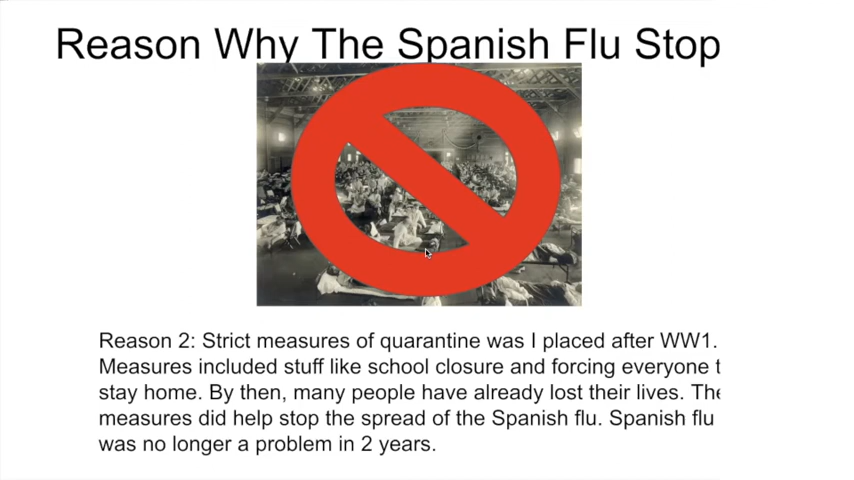 Reason Why The Spanish Flu Stop
Reason 2: Strict measures of quarantine was I placed after WW1.
Measures included stuff like school closure and forcing everyone t
stay home. By then, many people have already lost their lives. The
measures did help stop the spread of the Spanish flu. Spanish flu
was no longer a problem in 2 years.